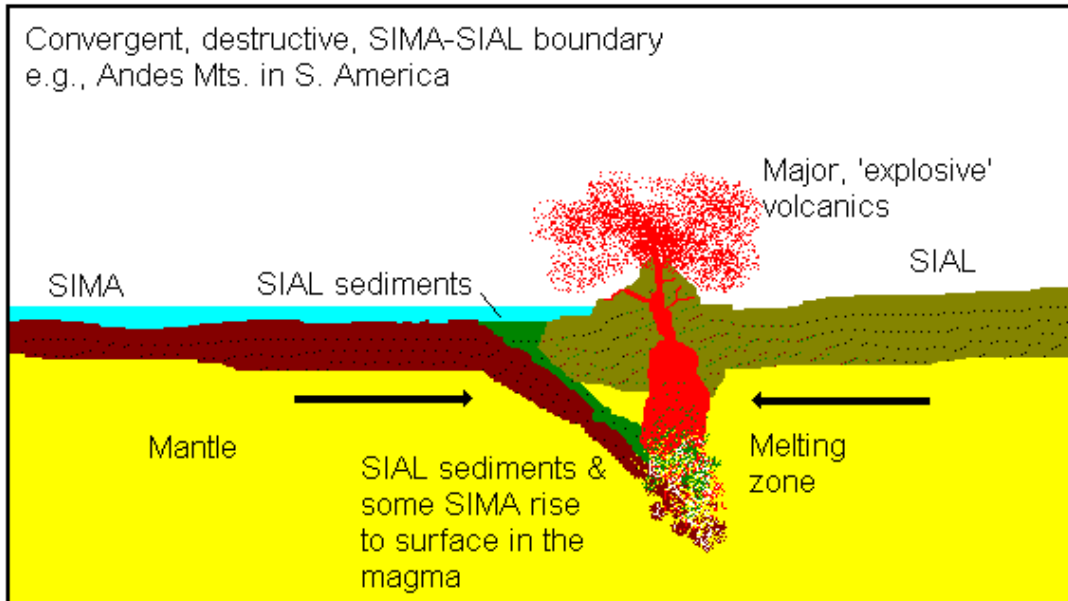 Convergent, destructive, SIMA-SIAL boundary
e.g., Andes Mts. in S. America
Major, 'explosive'
volcanics
SIAL
SIMA
SIAL sediments
Mantle
SIAL sediments &
some SIMA rise
to surface in the
magma
Melting
zone